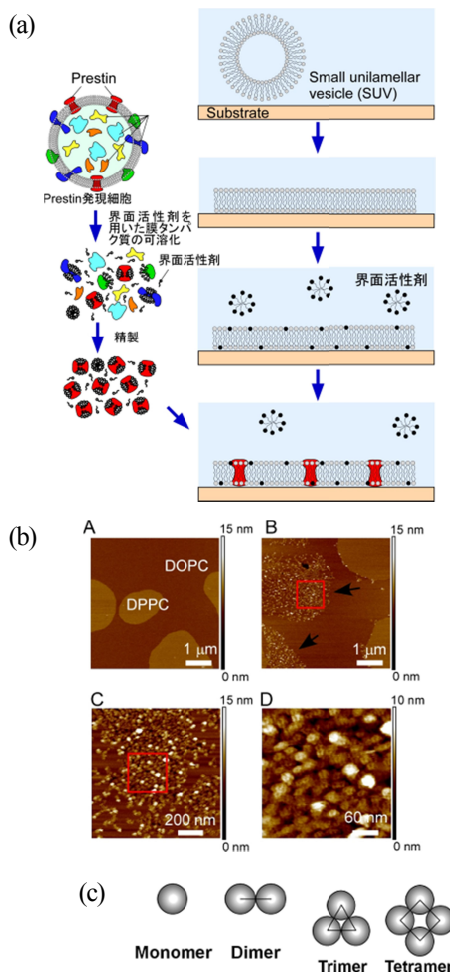 (a)
Small unilamellar
vesicle (SUV)
Substrate
Prestin
Prestin発現細胞
界面活性剤を
用いた膜タンパ
ク質の可溶化
界面活性剤
精製
界面活性剤
(b)
A
DOPC
DPPC
1 μm
15 nm
0 nm
B
1 μm
15 nm
0 nm
C
200 nm
15 nm
0 nm
D
60 nm
10 nm
0 nm
(c)
Monomer
Dimer
Trimer
Tetramer